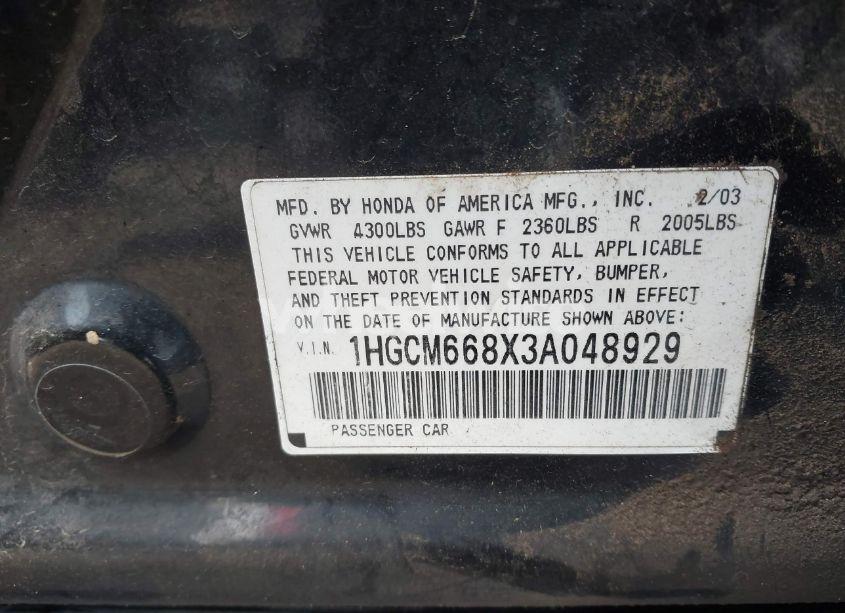 MFD. BY HONDA OF AMERICA MFG., INC. 2/03
GVWR 4300LBS GAWR F 2360LBS R 2005LBS
THIS VEHICLE CONFORMS TO ALL APPLICABLE
FEDERAL MOTOR VEHICLE SAFETY, BUMPER,
AND THEFT PREVENTION STANDARDS IN EFFECT
ON THE DATE OF MANUFACTURE SHOWN ABOVE:
V.I.N. 1HGCM668X3A048929
PASSENGER CAR